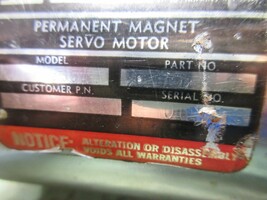 PERMANENT MAGNET
SERVO MOTOR
MODEL PART NO
CUSTOMER P.N. SERIAL NO.
NOTICE: ALTERATION OR DISASSEMBLY
VOIDS ALL WARRANTIES